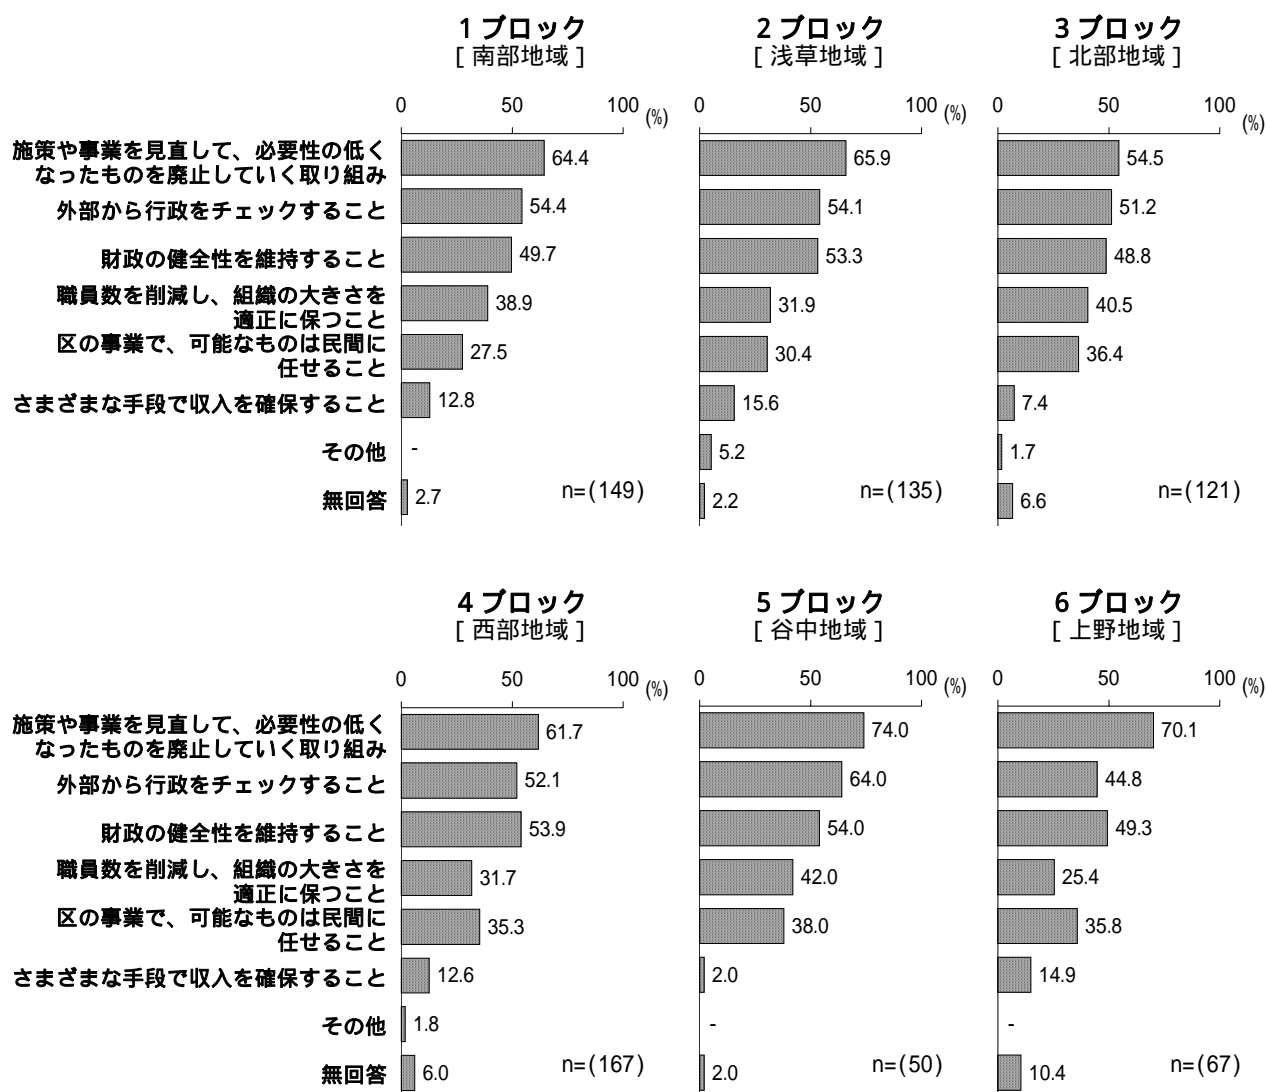 1 ブロック 2 ブロック 3 ブロック
[ 南部地域 ] [ 浅草地域 ] [ 北部地域 ]
0 50 100 (%) 0 50 100 (%) 0 50 100 (%)
施策や事業を見直して、必要性の低く
なったものを廃止していく取り組み 64.4 65.9 54.5
外部から行政をチェックすること 54.4 54.1 51.2
財政の健全性を維持すること 49.7 53.3 48.8
職員数を削減し、組織の大きさを
適正に保つこと 38.9 31.9 40.5
区の事業で、可能なものは民間に
任せること 27.5 30.4 36.4
さまざまな手段で収入を確保すること 12.8 15.6 7.4
その他 - 5.2 1.7
無回答 2.7 n=(149) 2.2 n=(135) 6.6 n=(121)
4 ブロック 5 ブロック 6 ブロック
[ 西部地域 ] [ 谷中地域 ] [ 上野地域 ]
0 50 100 (%) 0 50 100 (%) 0 50 100 (%)
施策や事業を見直して、必要性の低く
なったものを廃止していく取り組み 61.7 74.0 70.1
外部から行政をチェックすること 52.1 64.0 44.8
財政の健全性を維持すること 53.9 54.0 49.3
職員数を削減し、組織の大きさを
適正に保つこと 31.7 42.0 25.4
区の事業で、可能なものは民間に
任せること 35.3 38.0 35.8
さまざまな手段で収入を確保すること 12.6 2.0 14.9
その他 1.8 - -
無回答 6.0 n=(167) 2.0 n=(50) 10.4 n=(67)